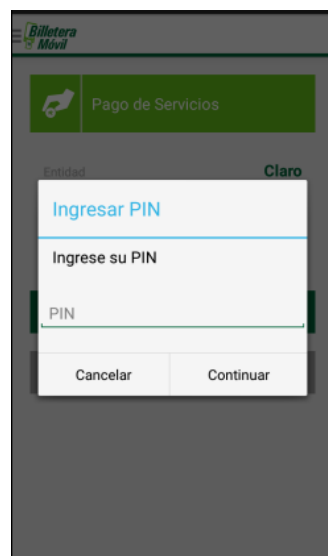 Billetera
Móvil
Pago de Servicios
Entidad
Claro
Ingresar PIN
Ingrese su PIN
PIN
Cancelar
Continuar